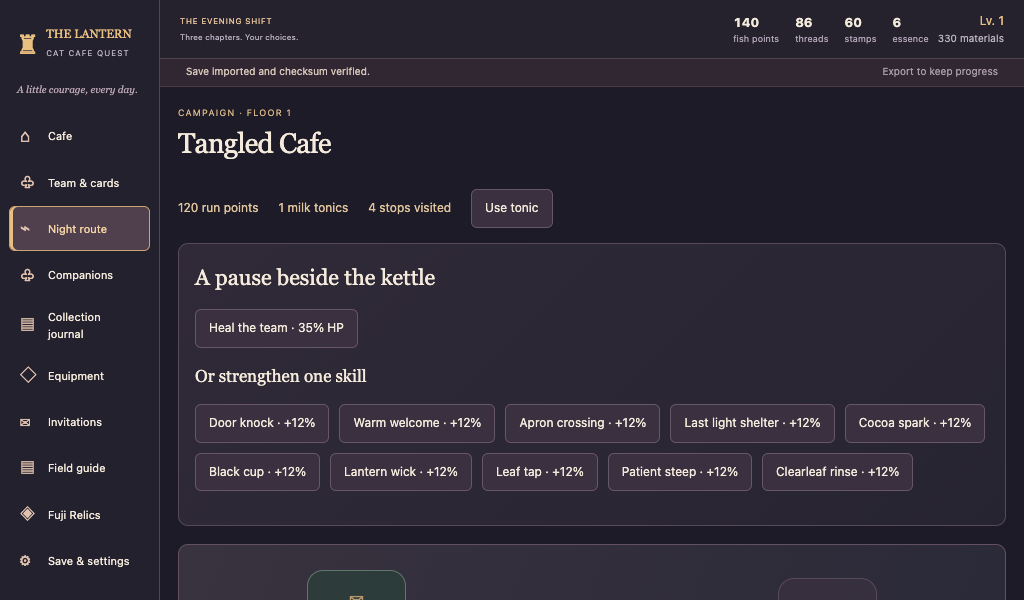 THE LANTERN
CAT CAFE QUEST
A little courage, every day.
Cafe
Team & cards
Night route
Companions
Collection
journal
Equipment
Invitations
Field guide
Fuji Relics
Save & settings
THE EVENING SHIFT
Three chapters. Your choices.
140 86 60 6 Lv. 1
fish points threads stamps essence 330 materials
Save imported and checksum verified. Export to keep progress
CAMPAIGN · FLOOR 1
Tangled Cafe
120 run points 1 milk tonics 4 stops visited Use tonic
A pause beside the kettle
Heal the team · 35% HP
Or strengthen one skill
Door knock · +12% Warm welcome · +12% Apron crossing · +12% Last light shelter · +12% Cocoa spark · +12%
Black cup · +12% Lantern wick · +12% Leaf tap · +12% Patient steep · +12% Clearleaf rinse · +12%